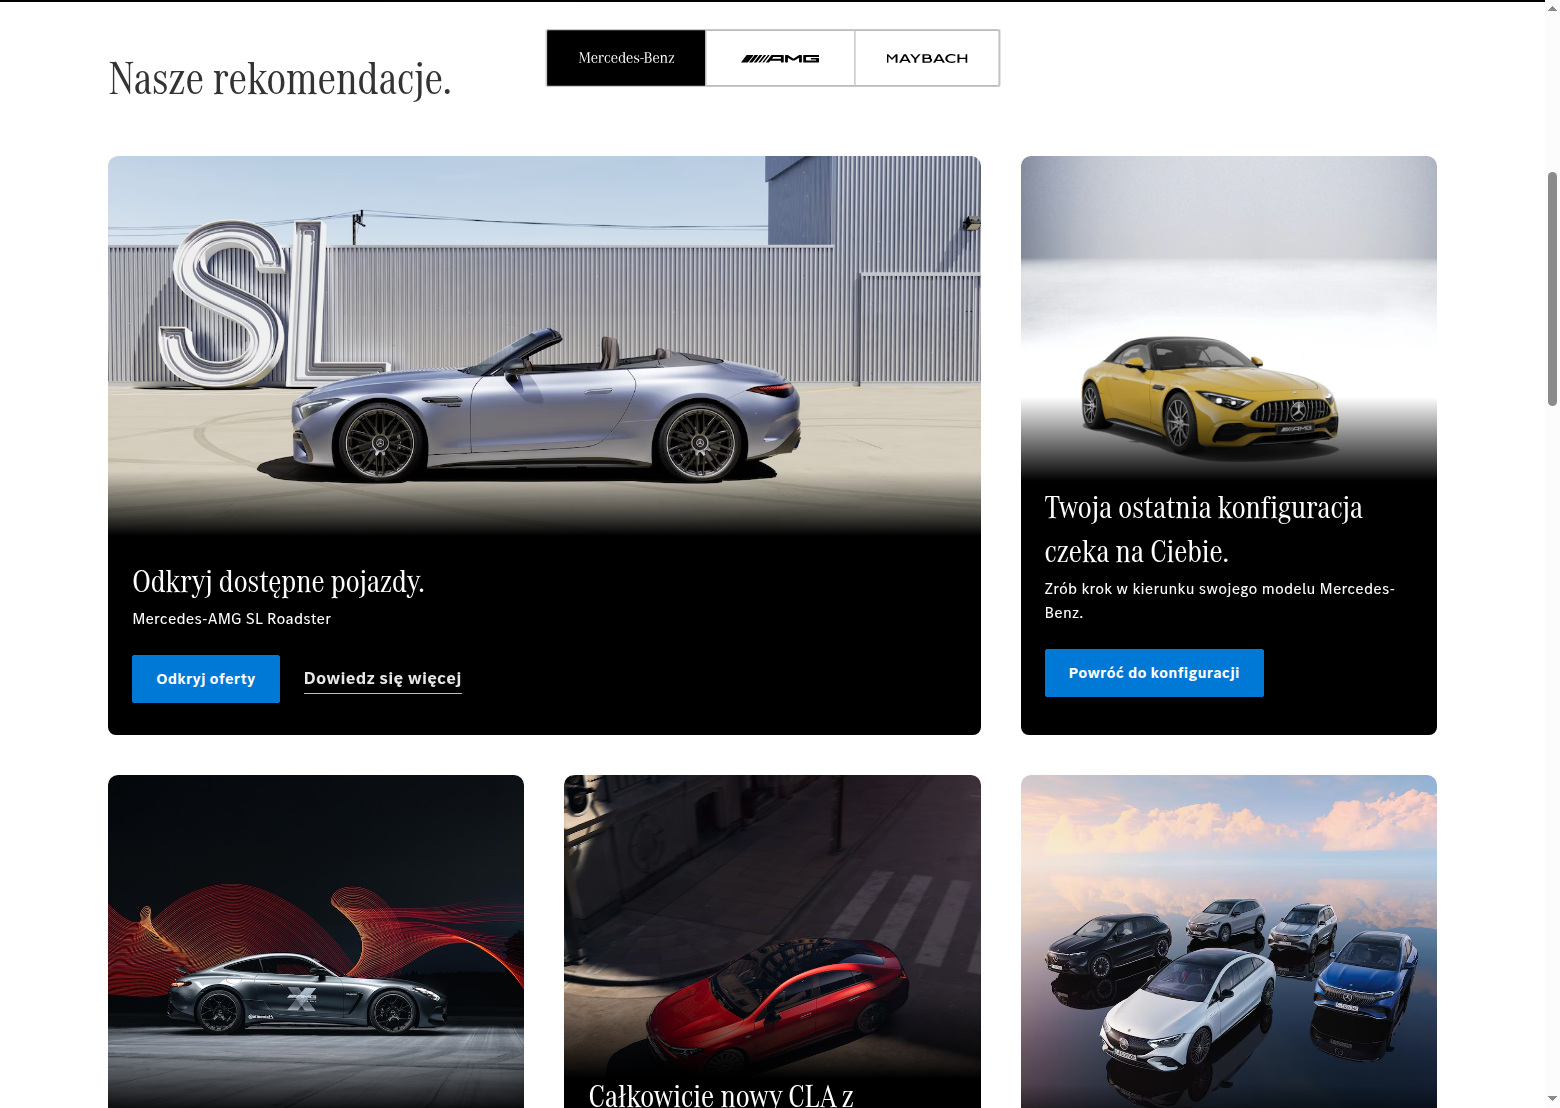 Nasze rekomendacje.
Mercedes-Benz
AMG
MAYBACH
SL
Odkryj dostępne pojazdy.
Mercedes-AMG SL Roadster
Odkryj oferty
Dowiedz się więcej
AMG
Twoja ostatnia konfiguracja
czeka na Ciebie.
Zrób krok w kierunku swojego modelu Mercedes-
Benz.
Powróć do konfiguracji
Całkowicie nowy CLA z